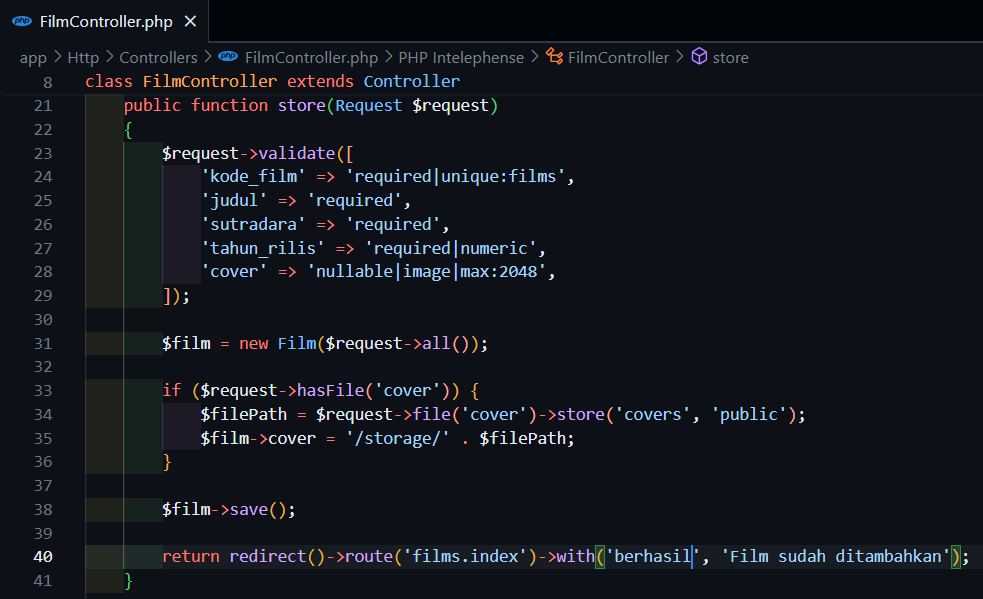 php FilmController.php ×
app > Http > Controllers > php FilmController.php > PHP Intelephense > FilmController > store
8 class FilmController extends Controller
21 public function store(Request $request)
22 {
23 $request->validate([
24 'kode_film' => 'required|unique:films',
25 'judul' => 'required',
26 'sutradara' => 'required',
27 'tahun_rilis' => 'required|numeric',
28 'cover' => 'nullable|image|max:2048',
29 ]);
30
31 $film = new Film($request->all());
32
33 if ($request->hasFile('cover')) {
34 $filePath = $request->file('cover')->store('covers', 'public');
35 $film->cover = '/storage/' . $filePath;
36 }
37
38 $film->save();
39
40 return redirect()->route('films.index')->with('berhasil', 'Film sudah ditambahkan');
41 }